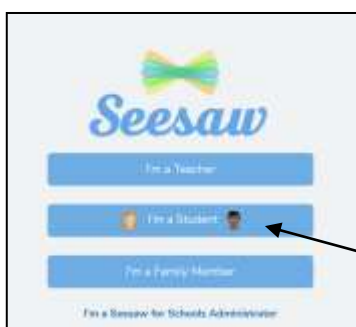 Seesaw
I'm a Teacher
I'm a Student
I'm a Family Member
I'm a Seesaw for Schools Administrator